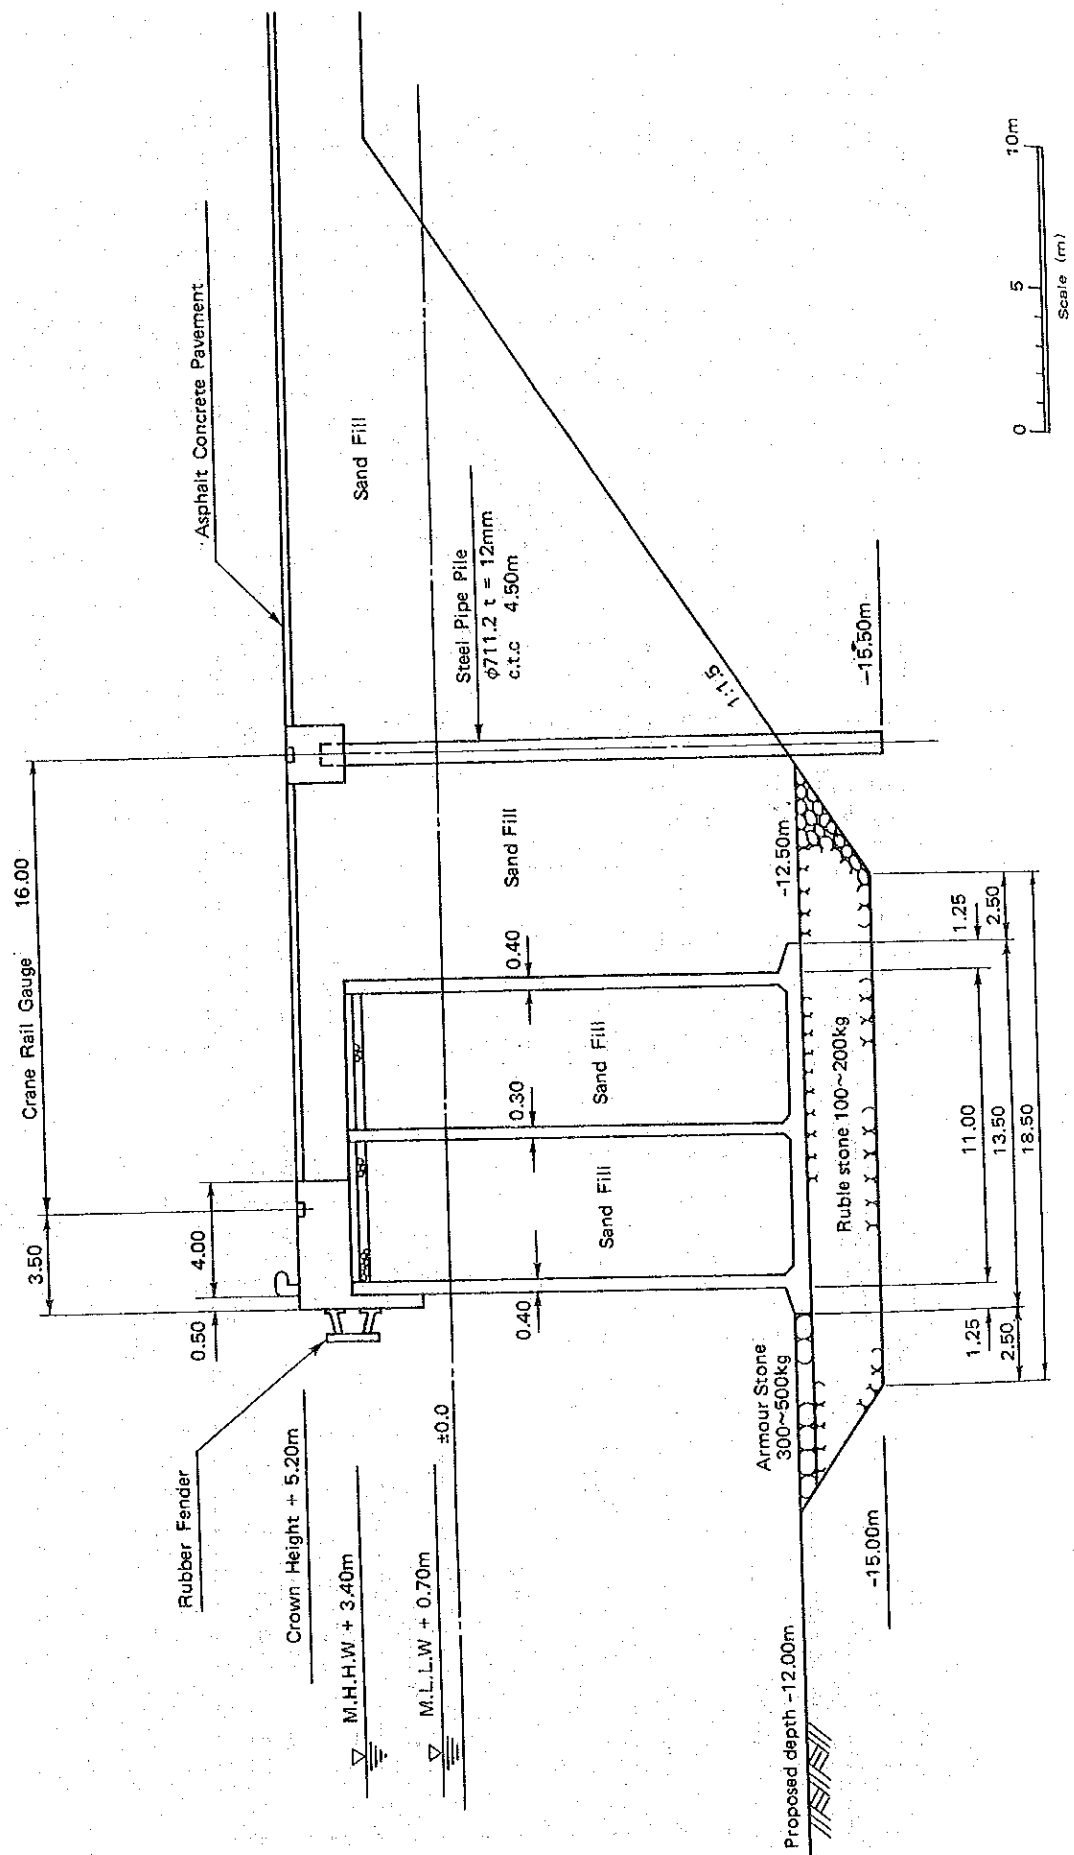 Crane Rail Gauge 16.00
3.50
4.00
0.50
Asphalt Concrete Pavement
Rubber Fender
Crown Height + 5.20m
M.H.H.W + 3.40m
M.L.L.W + 0.70m
±0.0
Sand Fill
Steel Pipe Pile
φ711.2 t = 12mm
c.t.c 4.50m
Sand Fill
0.40
0.30
0.40
Sand Fill
Sand Fill
1:1.5
-12.50m
-15.50m
Armour Stone
300~500kg
Ruble stone 100~200kg
Proposed depth -12.00m
-15.00m
1.25
2.50
11.00
13.50
18.50
1.25
2.50
0 5 10m
Scale (m)